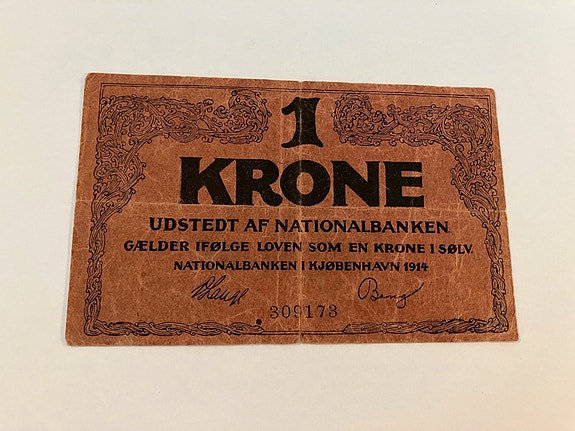 1
KRONE
UDSTEDT AF NATIONALBANKEN.
GÆLDER IFØLGE LOVEN SOM EN KRONE I SØLV.
NATIONALBANKEN I KJØBENHAVN 1914
309173